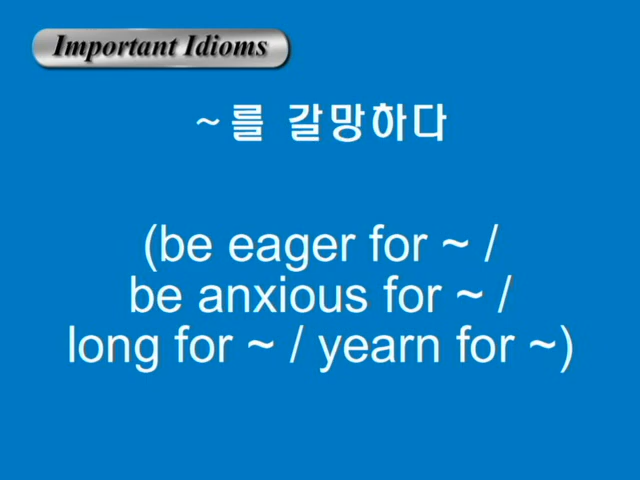 Important Idioms
~를 갈망하다
(be eager for ~ /
be anxious for ~ /
long for ~ / yearn for ~)